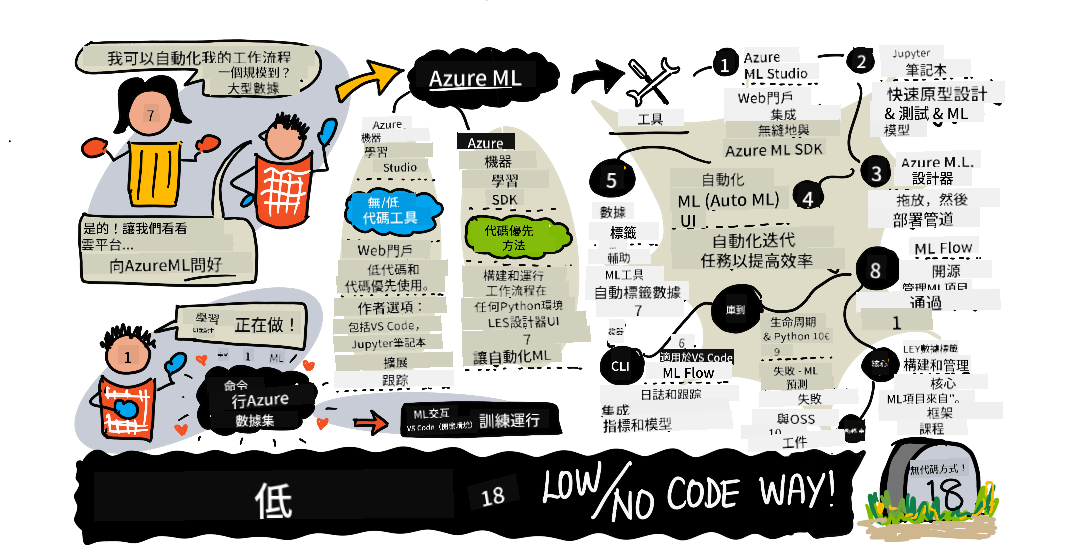 我可以自動化我的工作流程
一個規模到？
大型數據
7
是的！讓我們看看
雲平台...
向AzureML問好
Azure ML
Azure
機器
學習
Studio
無/低
代碼工具
Web門戶
低代碼和
代碼優先使用。
作者選項：
包括VS Code，
Jupyter筆記本
擴展
跟踪
Azure
機器
學習
SDK
代碼優先
方法
構建和運行
工作流程在
任何Python環境
LES設計器UI
7
讓自動化ML
工具
1
Azure
ML Studio
Web門戶
集成
無縫地與
Azure ML SDK
2
Jupyter
筆記本
快速原型設計
& 測試 & ML
模型
3
Azure M.L.
設計器
拖放，然後
部署管道
4
自動化
ML (Auto ML)
UI
自動化迭代
任務以提高效率
5
數據
標籤
輔助
ML工具
自動標籤數據
7
CLI
6
適用於VS Code
ML Flow
日誌和跟踪
集成
指標和模型
庫到
生命周期
& Python 10€
9
失敗 - ML
預測
失敗
與OSS
10
工件
8
ML Flow
開源
管理ML項目
通過
1
核心
LEY數據標籤
構建和管理
核心
ML項目來自"。
框架
課程
學習
正在做！
1
1
ML
命令
行Azure
數據集
ML交互
訓練運行
低
18
LOW/NO CODE WAY!
無代碼方式！
18